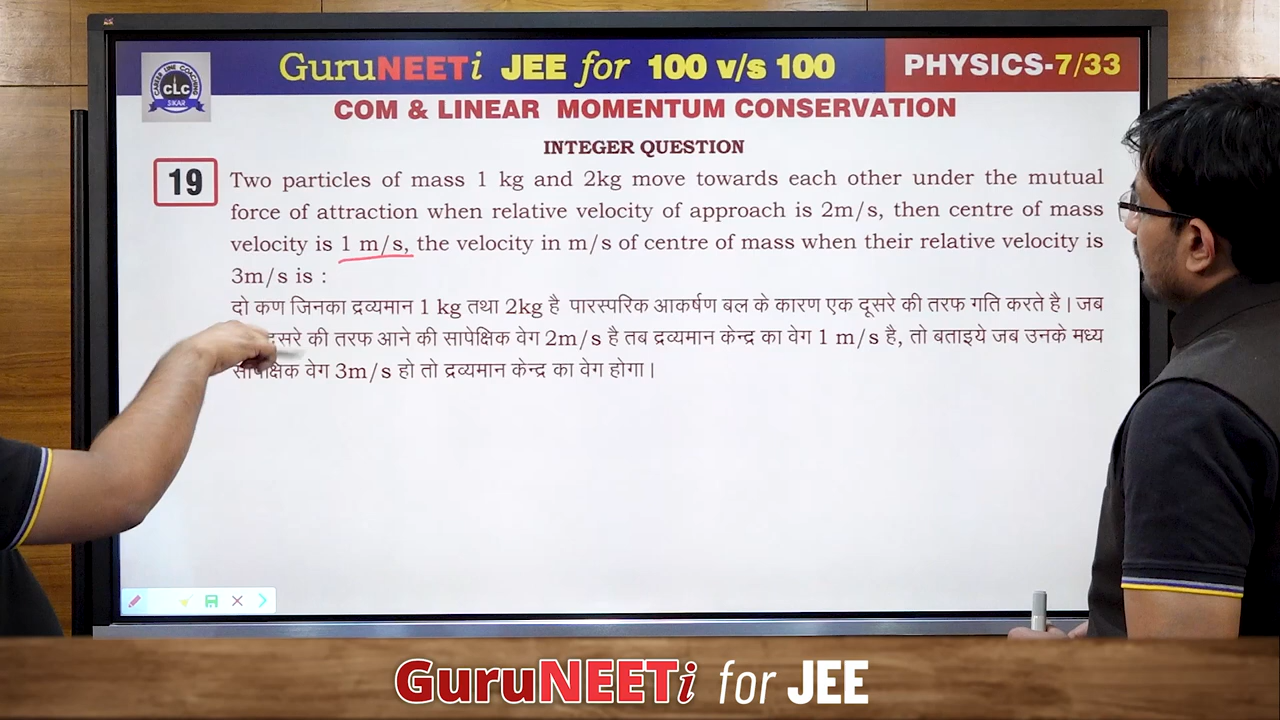 GuruNEETi JEE for 100 v/s 100
PHYSICS-7/33
CAREER LINE COACHING
CLC
SIKAR
COM & LINEAR MOMENTUM CONSERVATION
INTEGER QUESTION
19
Two particles of mass 1 kg and 2kg move towards each other under the mutual
force of attraction when relative velocity of approach is 2m/s, then centre of mass
velocity is 1 m/s, the velocity in m/s of centre of mass when their relative velocity is
3m/s is :
दो कण जिनका द्रव्यमान 1 kg तथा 2kg है पारस्परिक आकर्षण बल के कारण एक दूसरे की तरफ गति करते है। जब
की तरफ आने की सापेक्षिक वेग 2m/s है तब द्रव्यमान केन्द्र का वेग 1 m/s है, तो बताइये जब उनके मध्य
वेग 3m/s हो तो द्रव्यमान केन्द्र का वेग होगा।
GuruNEETi for JEE